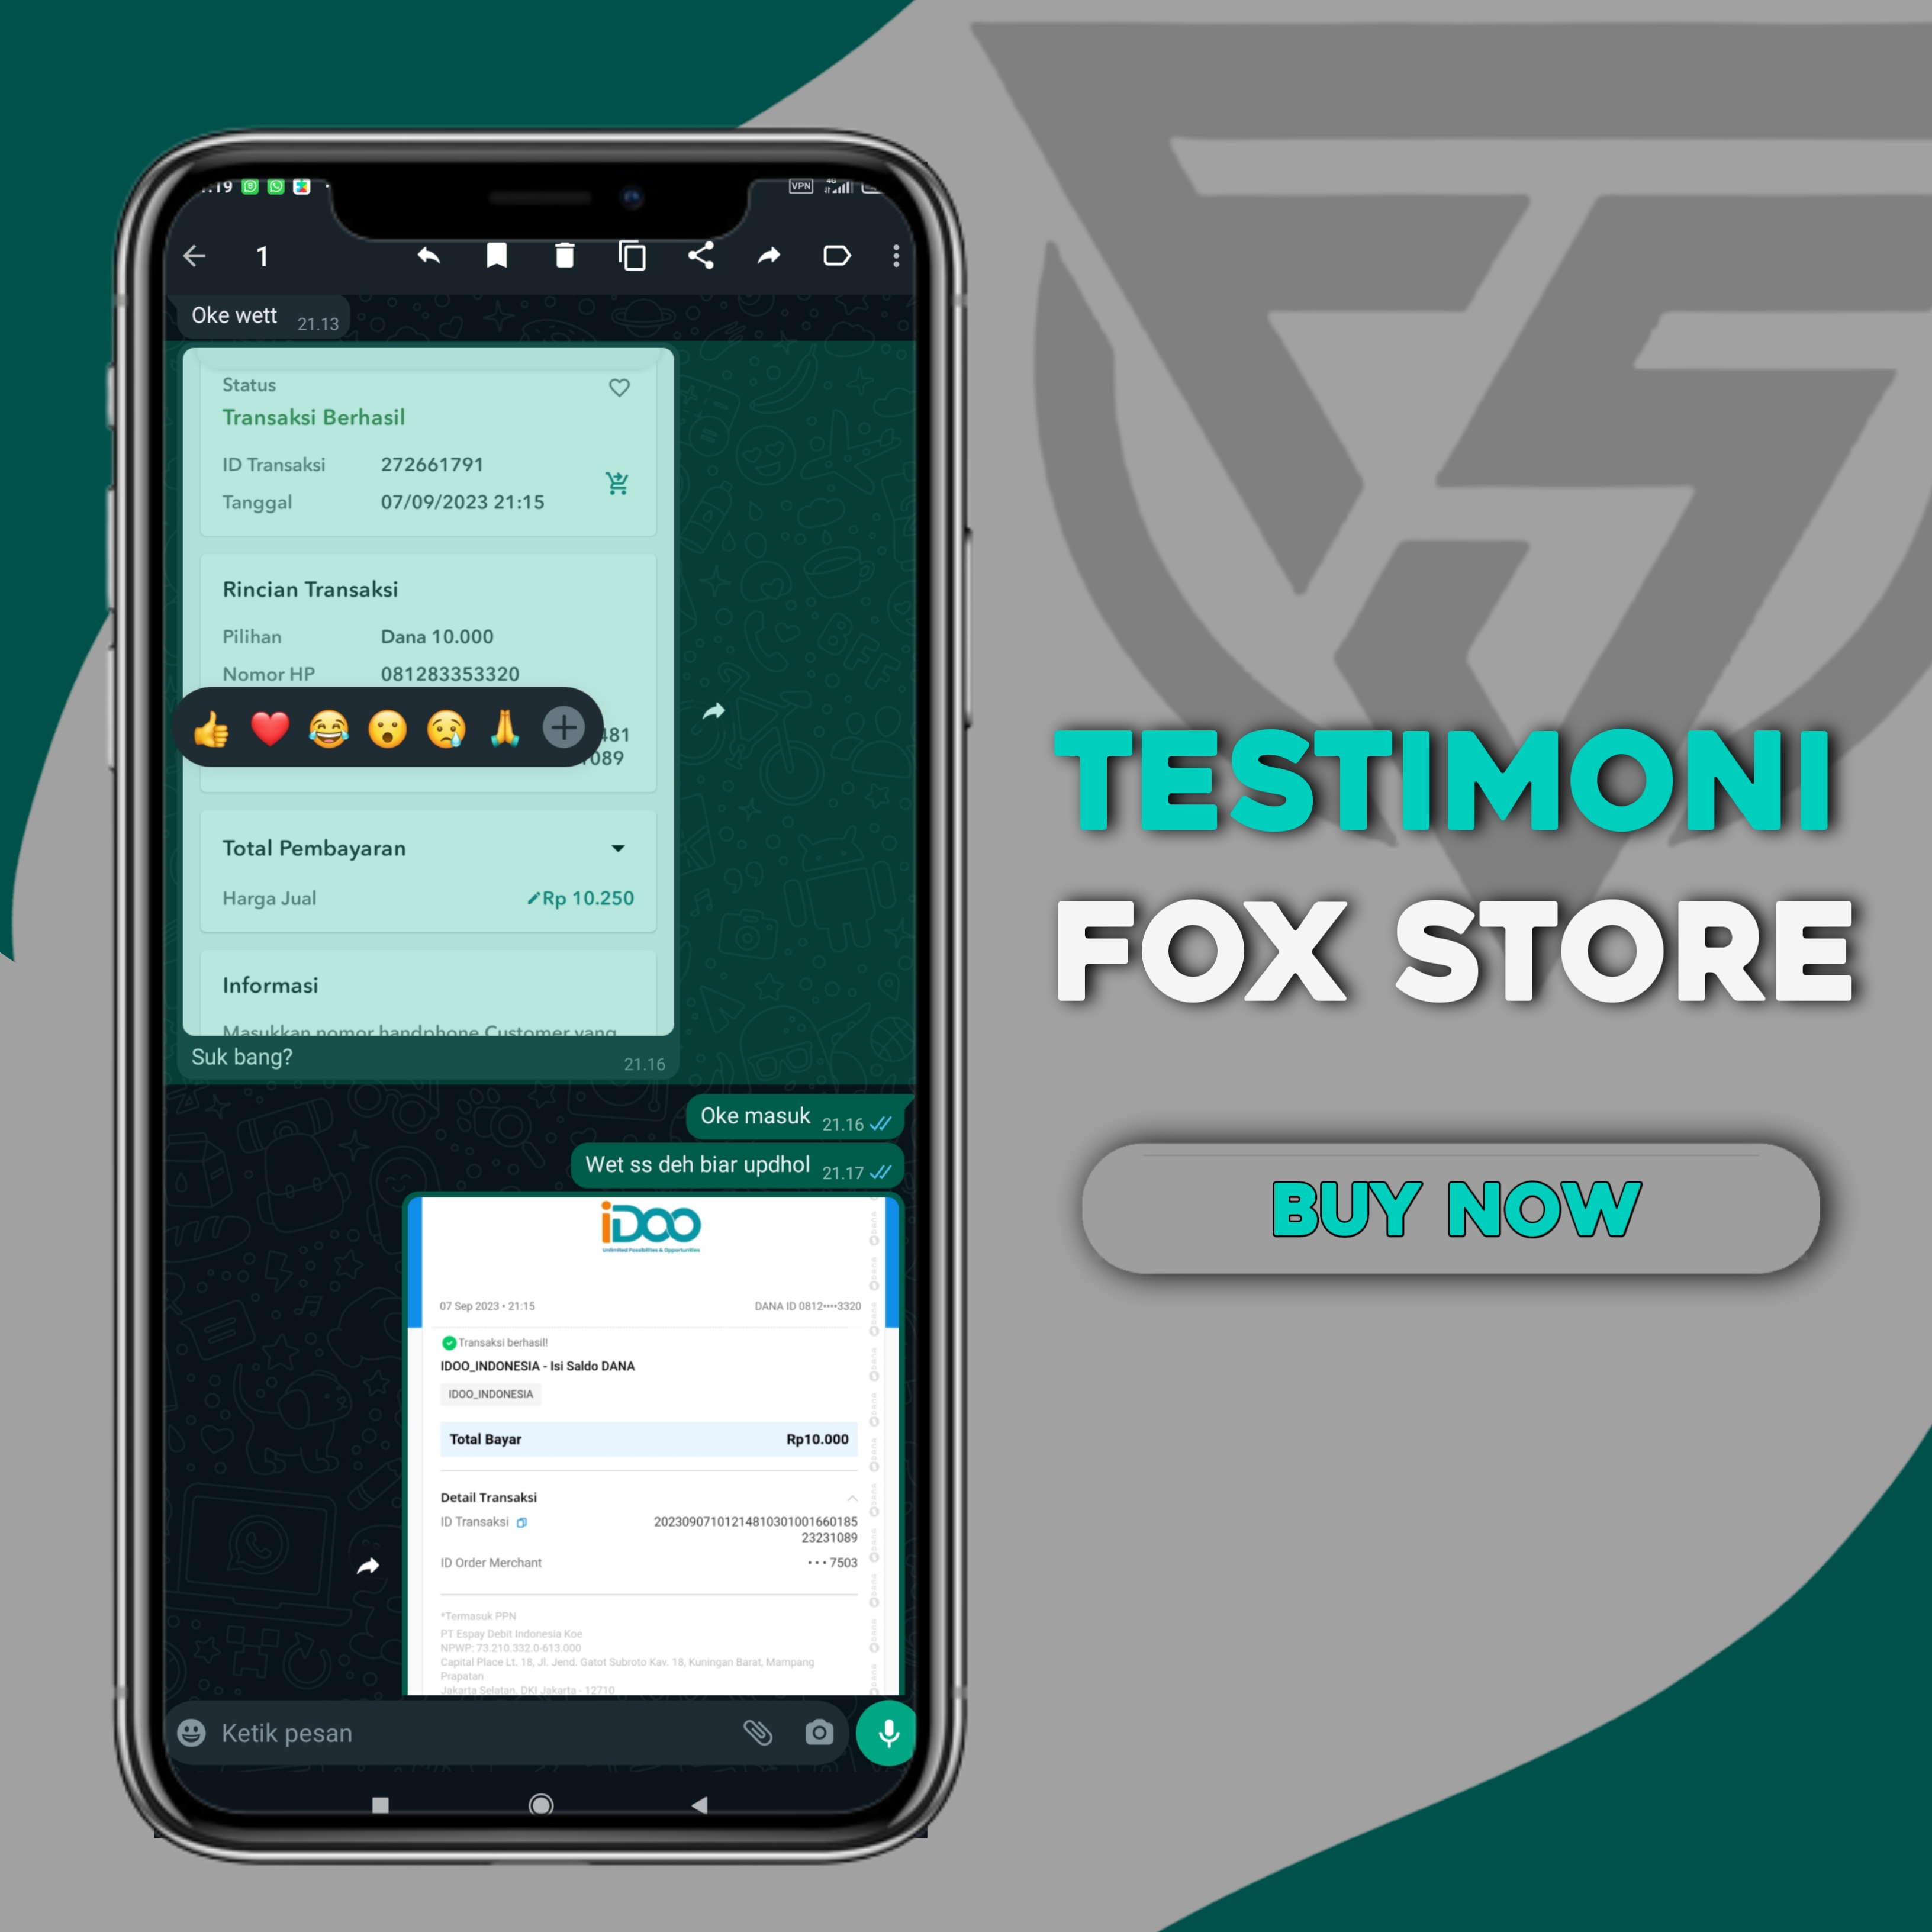 .19
VPN
4G
1
Oke wett 21.13
Status
Transaksi Berhasil
ID Transaksi 272661791
Tanggal 07/09/2023 21:15
Rincian Transaksi
Pilihan Dana 10.000
Nomor HP 081283353320
481
089
Total Pembayaran
Harga Jual Rp 10.250
Informasi
Masukkan nomor handphone Customer yang
Suk bang? 21.16
Oke masuk 21.16
Wet ss deh biar updhol 21.17
iDOO
Unlimited Possibilities & Opportunities
07 Sep 2023 • 21:15 DANA ID 0812••••3320
Transaksi berhasil!
IDOO_INDONESIA - Isi Saldo DANA
IDOO_INDONESIA
Total Bayar Rp10.000
Detail Transaksi
ID Transaksi 20230907101214810301001660185
23231089
ID Order Merchant • • • 7503
*Termasuk PPN
PT Espay Debit Indonesia Koe
NPWP: 73.210.332.0-613.000
Capital Place Lt. 18, Jl. Jend. Gatot Subroto Kav. 18, Kuningan Barat, Mampang
Prapatan
Jakarta Selatan, DKI Jakarta - 12710
Ketik pesan
TESTIMONI
FOX STORE
BUY NOW